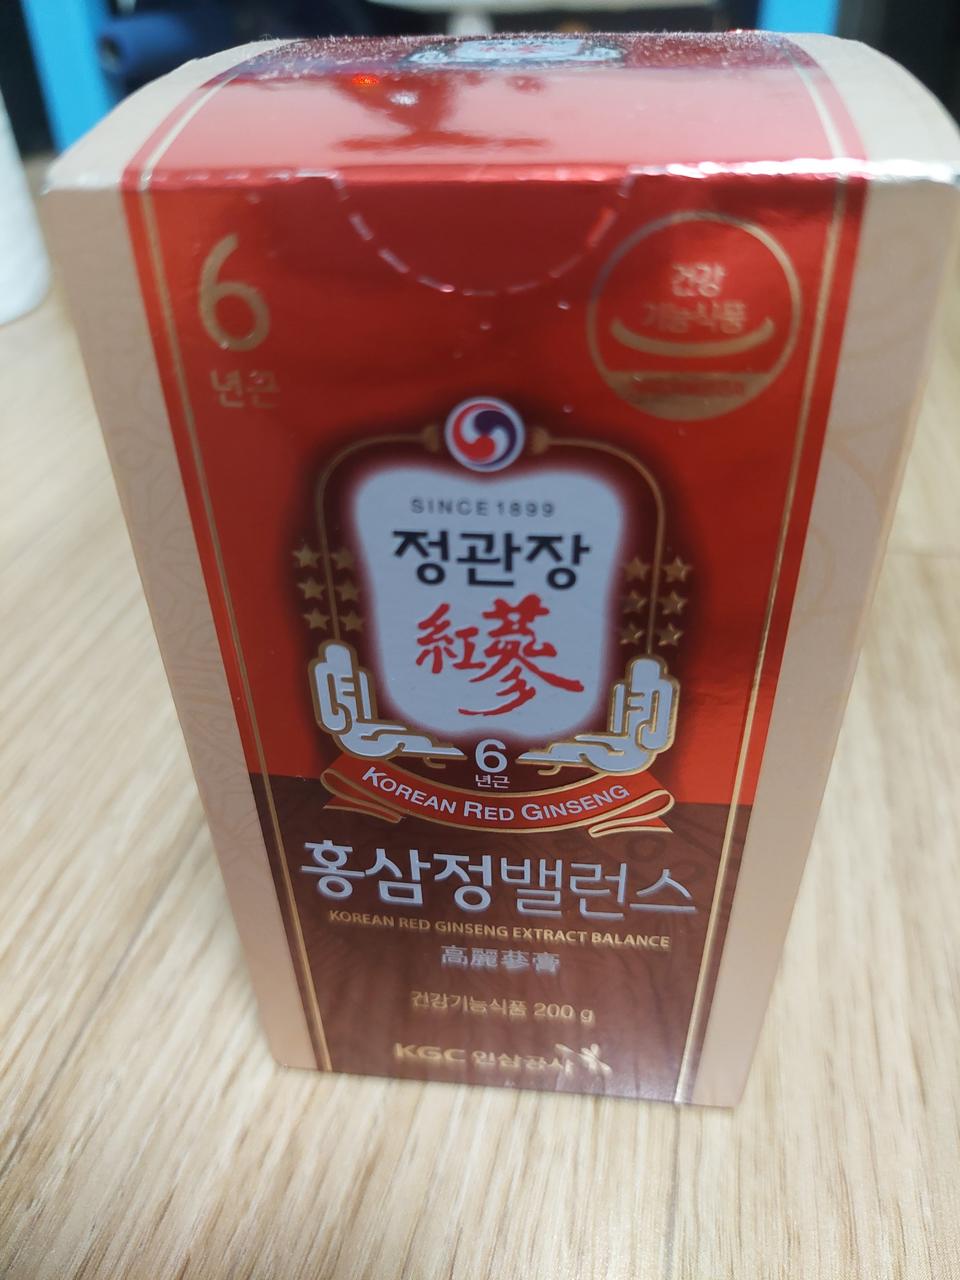 6
년근
건강
기능식품
SINCE 1899
정관장
紅蔘
6
년근
KOREAN RED GINSENG
홍삼정밸런스
KOREAN RED GINSENG EXTRACT BALANCE
高麗蔘膏
건강기능식품 200 g
KGC 인삼공사